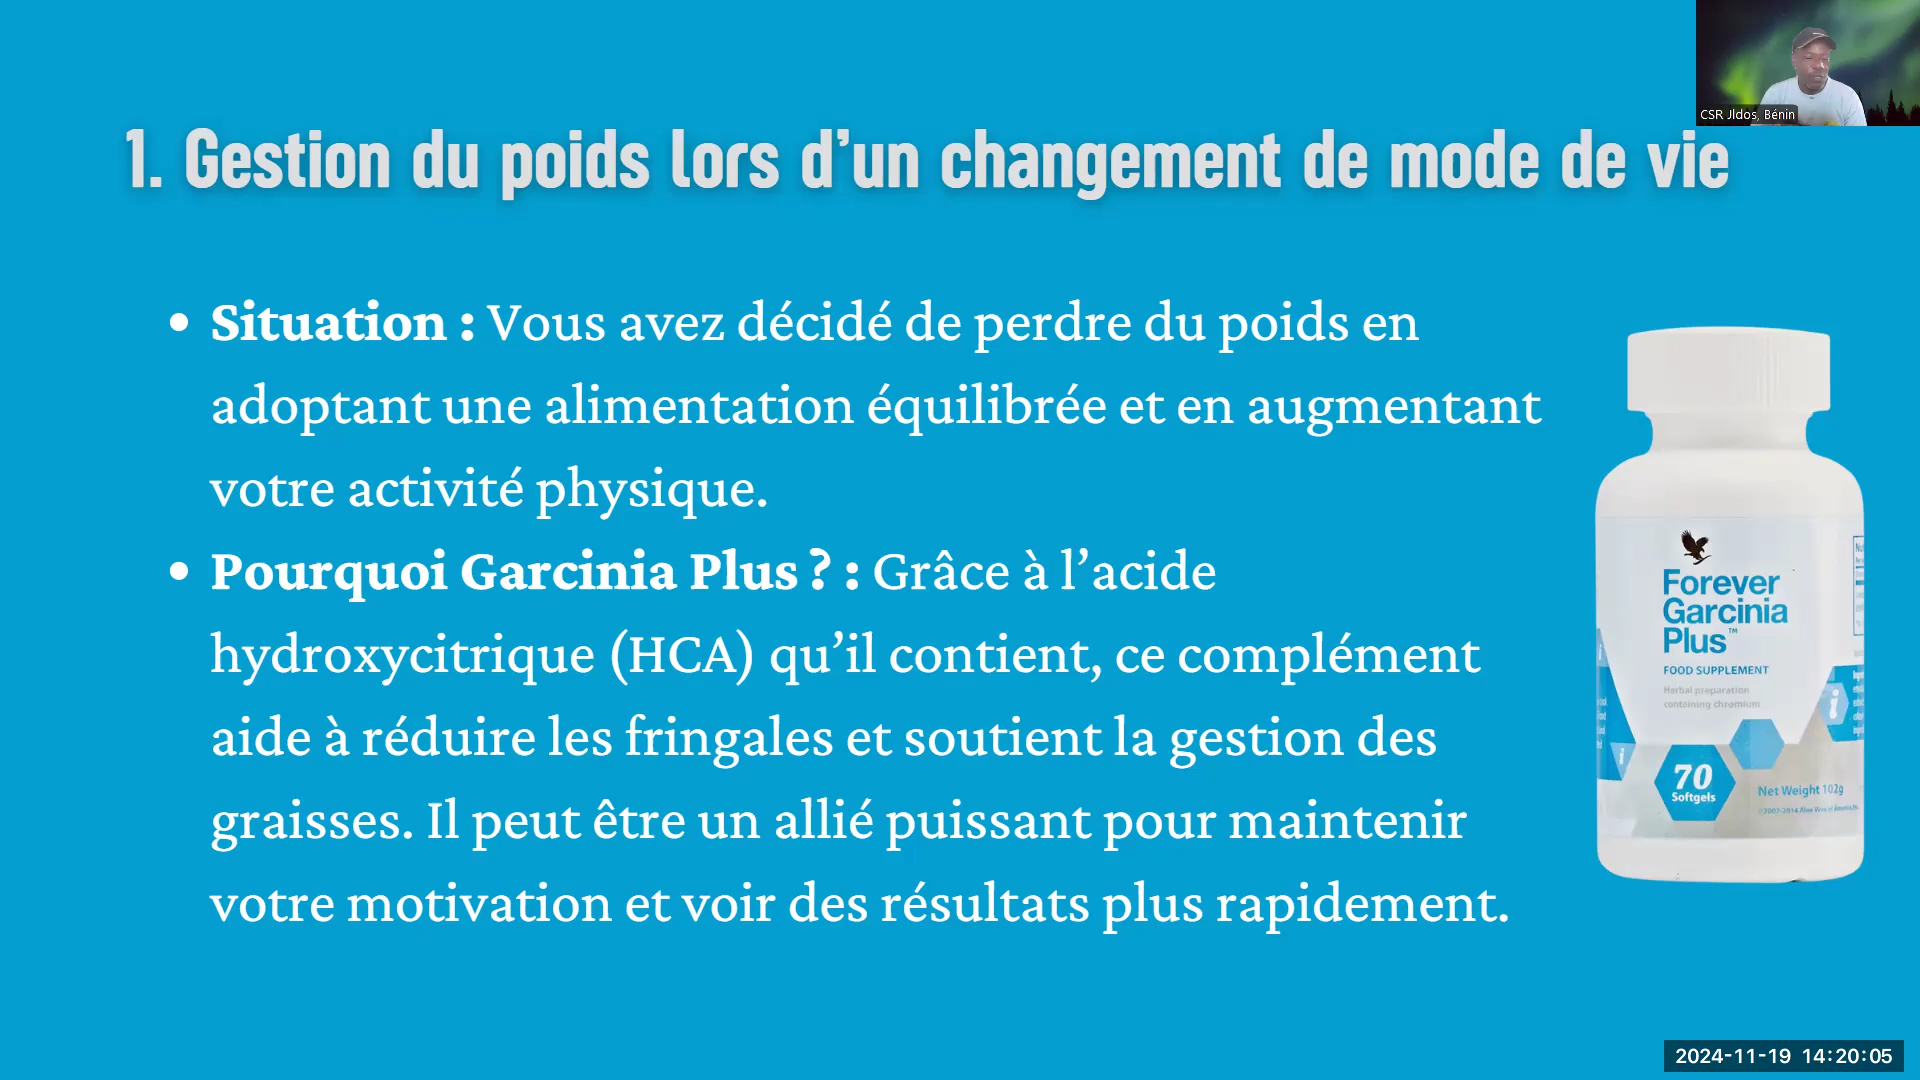 CSR Jldos, Bénin
1. Gestion du poids lors d’un changement de mode de vie
• Situation : Vous avez décidé de perdre du poids en
adoptant une alimentation équilibrée et en augmentant
votre activité physique.
• Pourquoi Garcinia Plus ? : Grâce à l’acide
hydroxycitrique (HCA) qu’il contient, ce complément
aide à réduire les fringales et soutient la gestion des
graisses. Il peut être un allié puissant pour maintenir
votre motivation et voir des résultats plus rapidement.
Forever
Garcinia
Plus™
FOOD SUPPLEMENT
Herbal preparation
containing chromium
70
Softgels
Net Weight 102g
2024-11-19 14:20:05